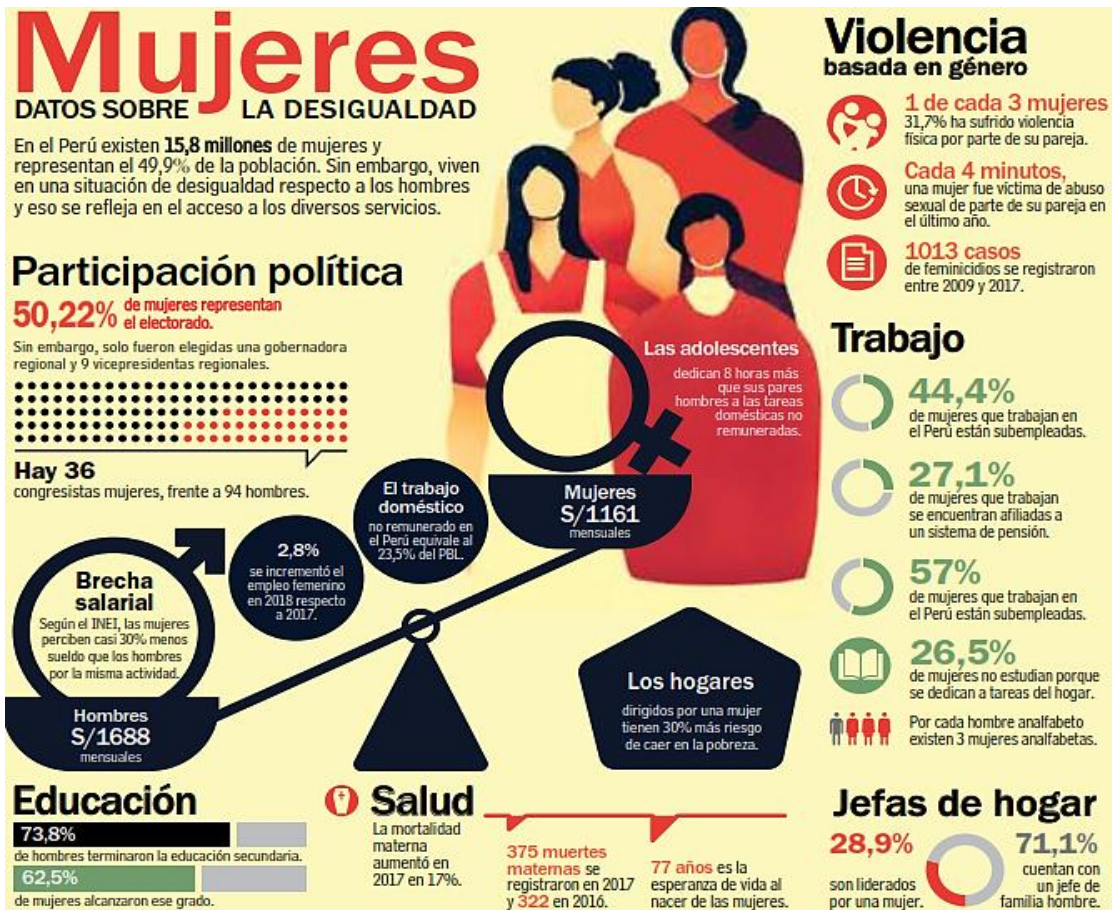 Mujeres
DATOS SOBRE LA DESIGUALDAD
En el Perú existen 15,8 millones de mujeres y
representan el 49,9% de la población. Sin embargo, viven
en una situación de desigualdad respecto a los hombres
y eso se refleja en el acceso a los diversos servicios.
Participación política
50,22% de mujeres representan
el electorado.
Sin embargo, solo fueron elegidas una gobernadora
regional y 9 vicepresidentas regionales.
Hay 36
congresistas mujeres, frente a 94 hombres.
Brecha
salarial
Según el INEI, las mujeres
perciben casi 30% menos
sueldo que los hombres
por la misma actividad.
Hombres
S/1688
mensuales
2,8%
se incrementó el
empleo femenino
en 2018 respecto
a 2017.
El trabajo
doméstico
no remunerado en
el Perú equivale al
23,5% del PBI.
Mujeres
S/1161
mensuales
Las adolescentes
dedican 8 horas más
que sus pares
hombres a las tareas
domésticas no
remuneradas.
Los hogares
dirigidos por una mujer
tienen 30% más riesgo
de caer en la pobreza.
Violencia
basada en género
1 de cada 3 mujeres
31,7% ha sufrido violencia
física por parte de su pareja.
Cada 4 minutos,
una mujer fue víctima de abuso
sexual de parte de su pareja en
el último año.
1013 casos
de feminicidios se registraron
entre 2009 y 2017.
Trabajo
44,4%
de mujeres que trabajan en
el Perú están subempleadas.
27,1%
de mujeres que trabajan
se encuentran afiliadas a
un sistema de pensión.
57%
de mujeres que trabajan en
el Perú están subempleadas.
26,5%
de mujeres no estudian porque
se dedican a tareas del hogar.
Por cada hombre analfabeto
existen 3 mujeres analfabetas.
Educación
73,8%
de hombres terminaron la educación secundaria.
62,5%
de mujeres alcanzaron ese grado.
Salud
La mortalidad
materna
aumentó en
2017 en 17%.
375 muertes
maternas se
registraron en 2017
y 322 en 2016.
77 años es la
esperanza de vida al
nacer de las mujeres.
Jefas de hogar
28,9%
son liderados
por una mujer.
71,1%
cuentan con
un jefe de
familia hombre.